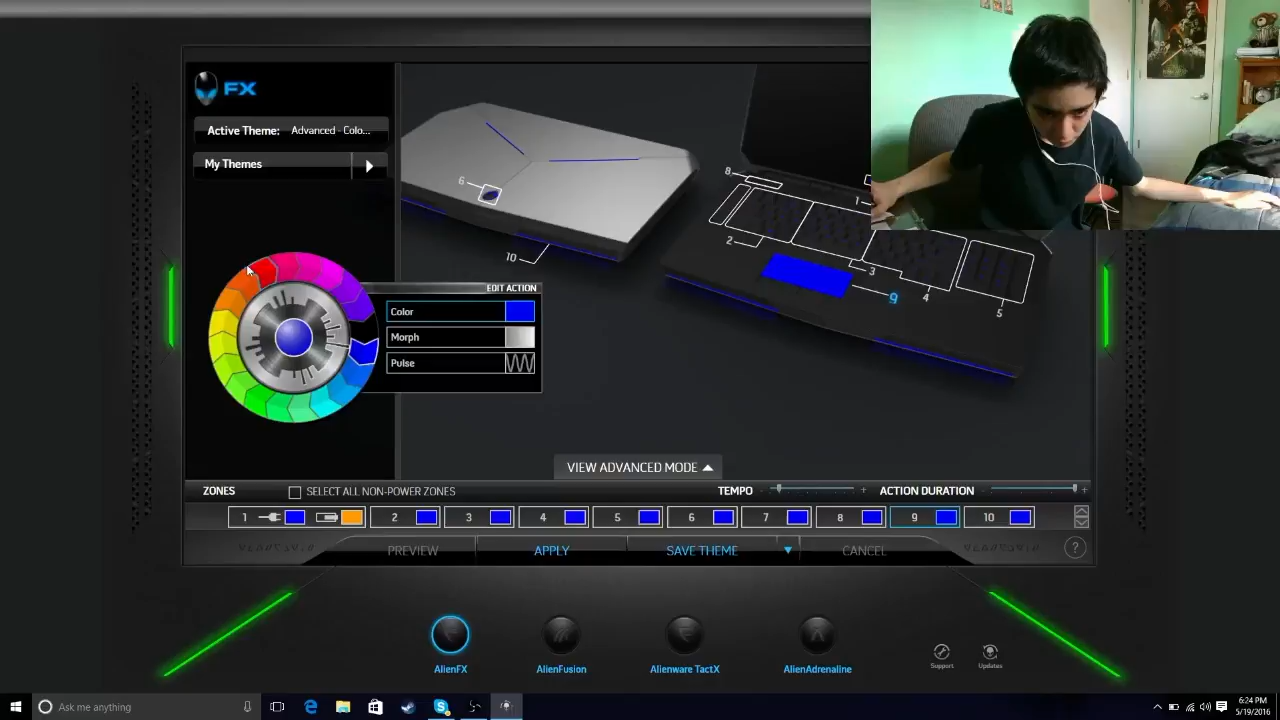 FX
Active Theme: Advanced - Colo...
My Themes
6
10
8
1
2
3
4
5
9
EDIT ACTION
Color
Morph
Pulse
VIEW ADVANCED MODE
ZONES
SELECT ALL NON-POWER ZONES
TEMPO - +
ACTION DURATION - +
1 2 3 4 5 6 7 8 9 10
PREVIEW
APPLY
SAVE THEME
CANCEL
?
AlienFX
AlienFusion
Alienware TactX
AlienAdrenaline
Support
Updates
Ask me anything
6:24 PM
5/19/2016